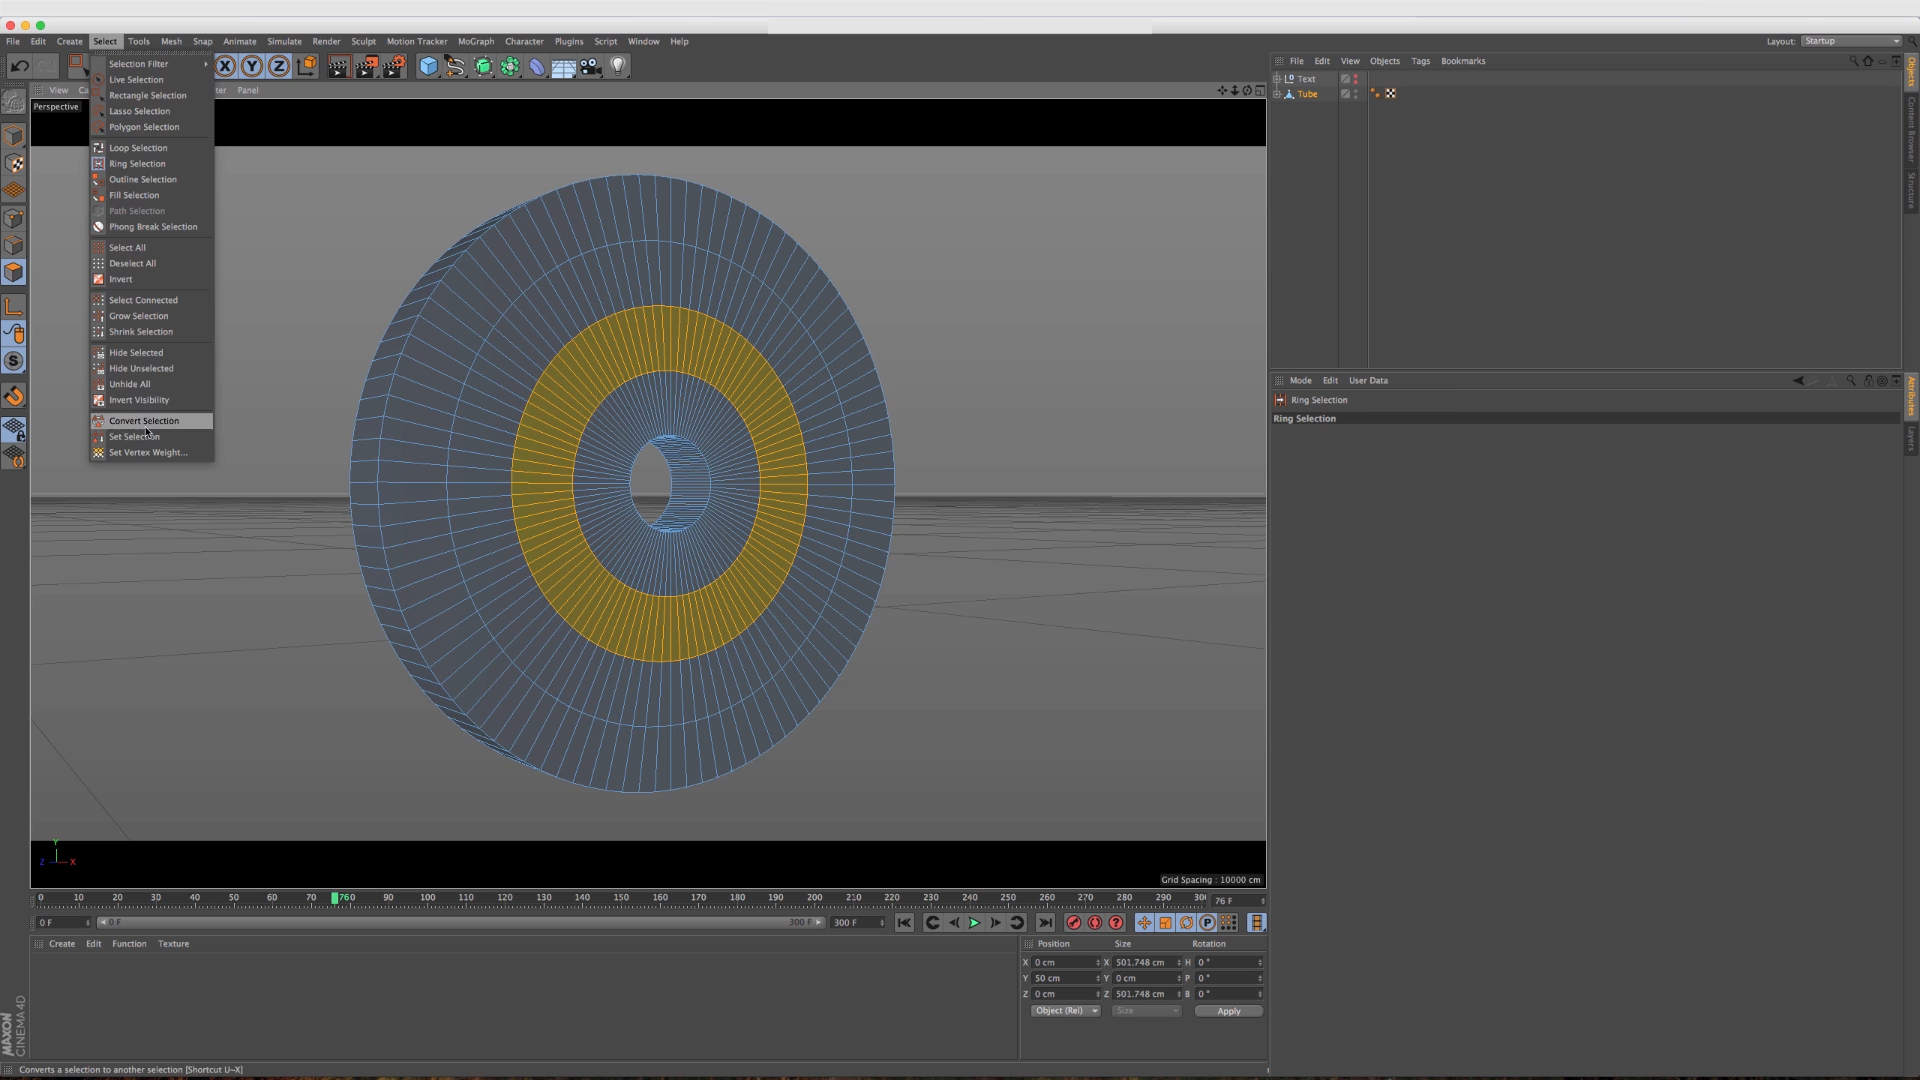 File Edit Create Select Tools Mesh Snap Animate Simulate Render Sculpt Motion Tracker MoGraph Character Plugins Script Window Help
Layout: Startup
X Y Z
File Edit View Objects Tags Bookmarks
View
Panel
Perspective
Selection Filter
Live Selection
Rectangle Selection
Lasso Selection
Polygon Selection
Loop Selection
Ring Selection
Outline Selection
Fill Selection
Path Selection
Phong Break Selection
Select All
Deselect All
Invert
Select Connected
Grow Selection
Shrink Selection
Hide Selected
Hide Unselected
Unhide All
Invert Visibility
Convert Selection
Set Selection
Set Vertex Weight...
Text
Tube
Objects
Content Browser
Structure
Mode Edit User Data
Ring Selection
Ring Selection
Attributes
Layers
Y
Z X
Grid Spacing : 10000 cm
0 10 20 30 40 50 60 70 760 90 100 110 120 130 140 150 160 170 180 190 200 210 220 230 240 250 260 270 280 290 30
76 F
0 F
0 F
300 F
300 F
Create Edit Function Texture
Position Size Rotation
X 0 cm X 501.748 cm H 0 °
Y 50 cm Y 0 cm P 0 °
Z 0 cm Z 501.748 cm B 0 °
Object (Rel) Size Apply
MAXON
CINEMA 4D
Converts a selection to another selection [Shortcut U~X]